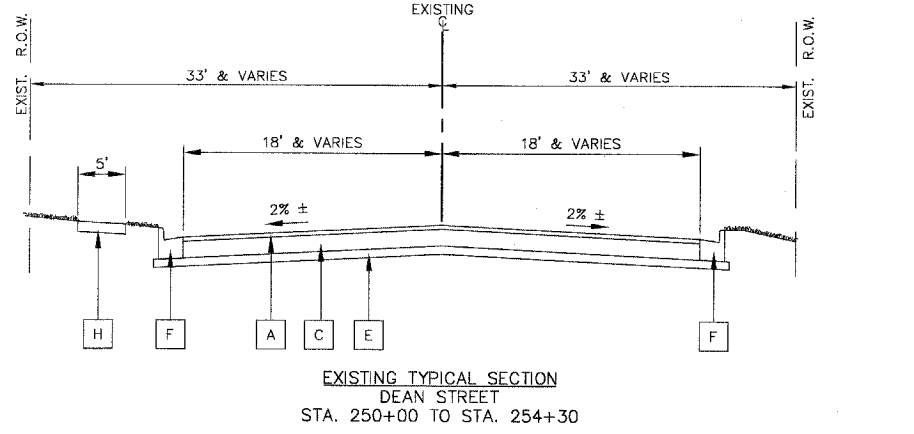 EXISTING
℄
EXIST. R.O.W.
EXIST. R.O.W.
33' & VARIES
33' & VARIES
18' & VARIES
18' & VARIES
5'
2% ±
2% ±
H
F
A
C
E
F
EXISTING TYPICAL SECTION
DEAN STREET
STA. 250+00 TO STA. 254+30